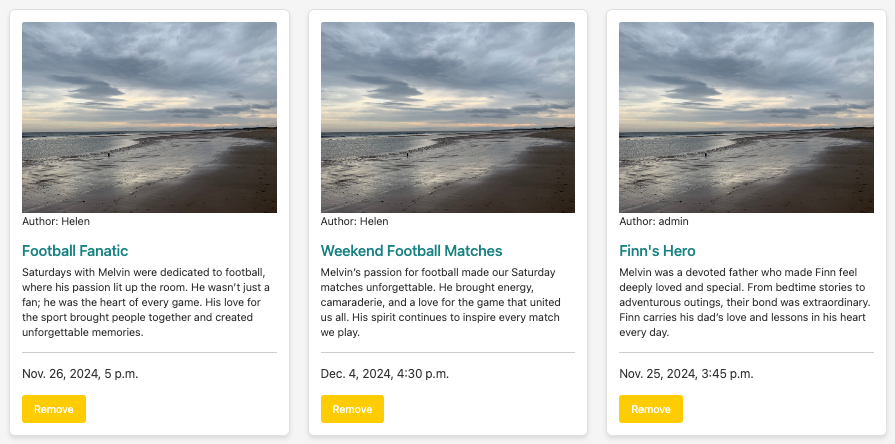 Author: Helen
Football Fanatic
Saturdays with Melvin were dedicated to football,
where his passion lit up the room. He wasn't just a
fan; he was the heart of every game. His love for
the sport brought people together and created
unforgettable memories.
Nov. 26, 2024, 5 p.m.
Remove
Author: Helen
Weekend Football Matches
Melvin's passion for football made our Saturday
matches unforgettable. He brought energy,
camaraderie, and a love for the game that united
us all. His spirit continues to inspire every match
we play.
Dec. 4, 2024, 4:30 p.m.
Remove
Author: admin
Finn's Hero
Melvin was a devoted father who made Finn feel
deeply loved and special. From bedtime stories to
adventurous outings, their bond was extraordinary.
Finn carries his dad's love and lessons in his heart
every day.
Nov. 25, 2024, 3:45 p.m.
Remove